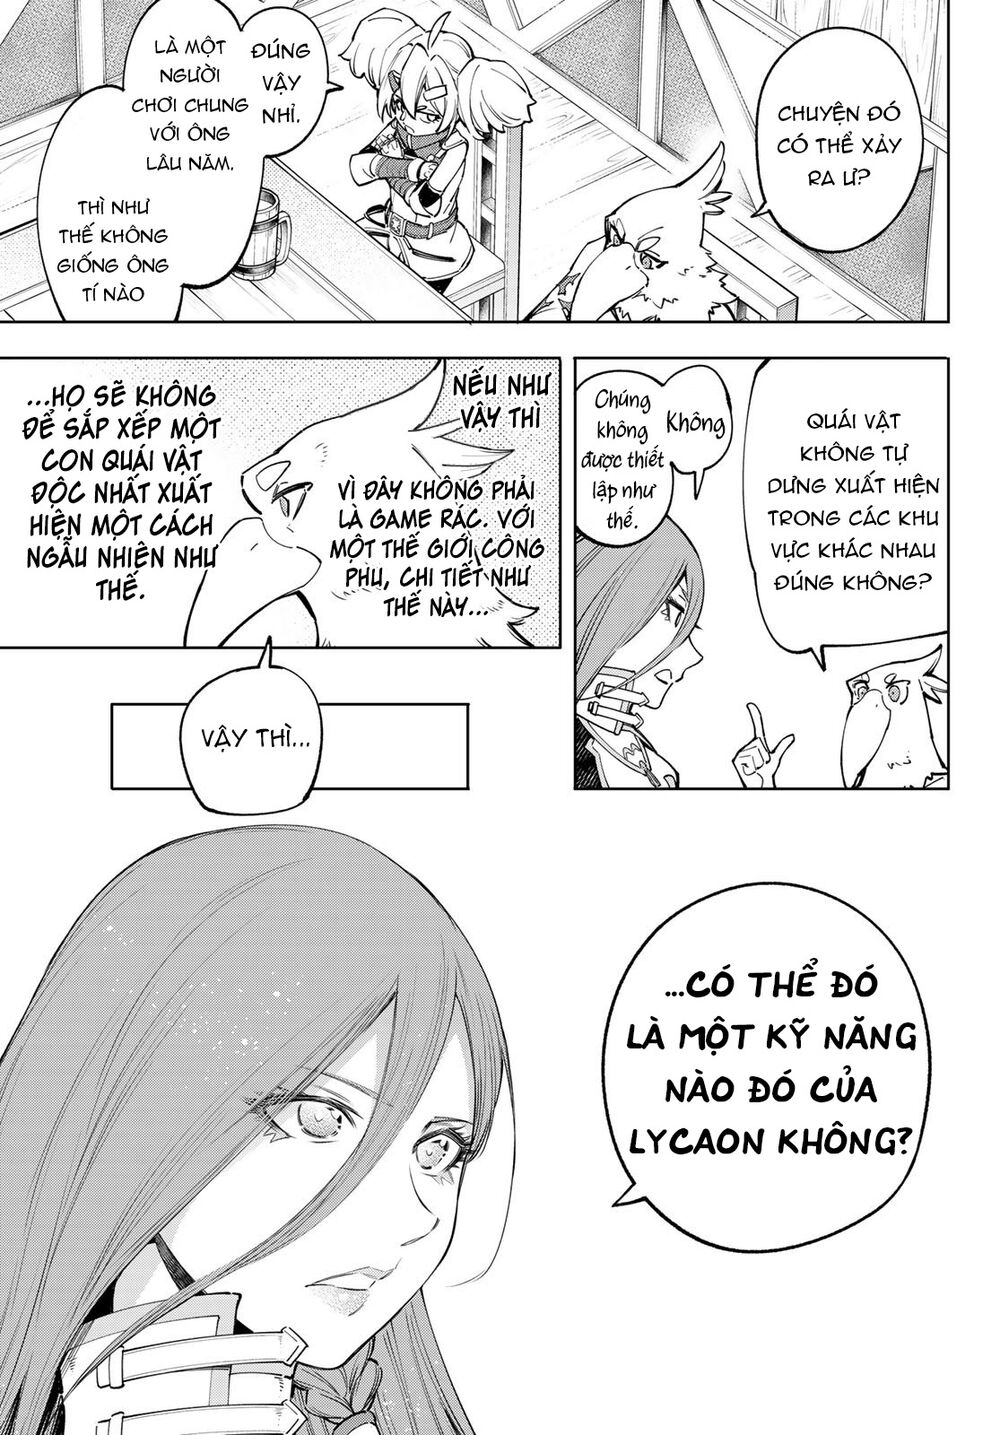 CHUYỆN ĐÓ
CÓ THỂ XẢY
RA Ư?
ĐÚNG
VẬY
NHỈ.
LÀ MỘT
NGƯỜI
CHƠI CHUNG
VỚI ÔNG
LÂU NĂM.
THÌ NHƯ
THẾ KHÔNG
GIỐNG ÔNG
TÍ NÀO
QUÁI VẬT
KHÔNG TỰ
DƯNG XUẤT HIỆN
TRONG CÁC KHU
VỰC KHÁC NHAU
ĐÚNG KHÔNG?
Không
Chúng
không
được thiết
lập như
thế.
NẾU NHƯ
VẬY THÌ
VÌ ĐÂY KHÔNG PHẢI
LÀ GAME RÁC. VỚI
MỘT THẾ GIỚI CÔNG
PHU, CHI TIẾT NHƯ
THẾ NÀY...
...HỌ SẼ KHÔNG
ĐỂ SẮP XẾP MỘT
CON QUÁI VẬT
ĐỘC NHẤT XUẤT
HIỆN MỘT CÁCH
NGẪU NHIÊN NHƯ
THẾ.
VẬY THÌ...
...CÓ THỂ ĐÓ
LÀ MỘT KỸ NĂNG
NÀO ĐÓ CỦA
LYCAON KHÔNG?